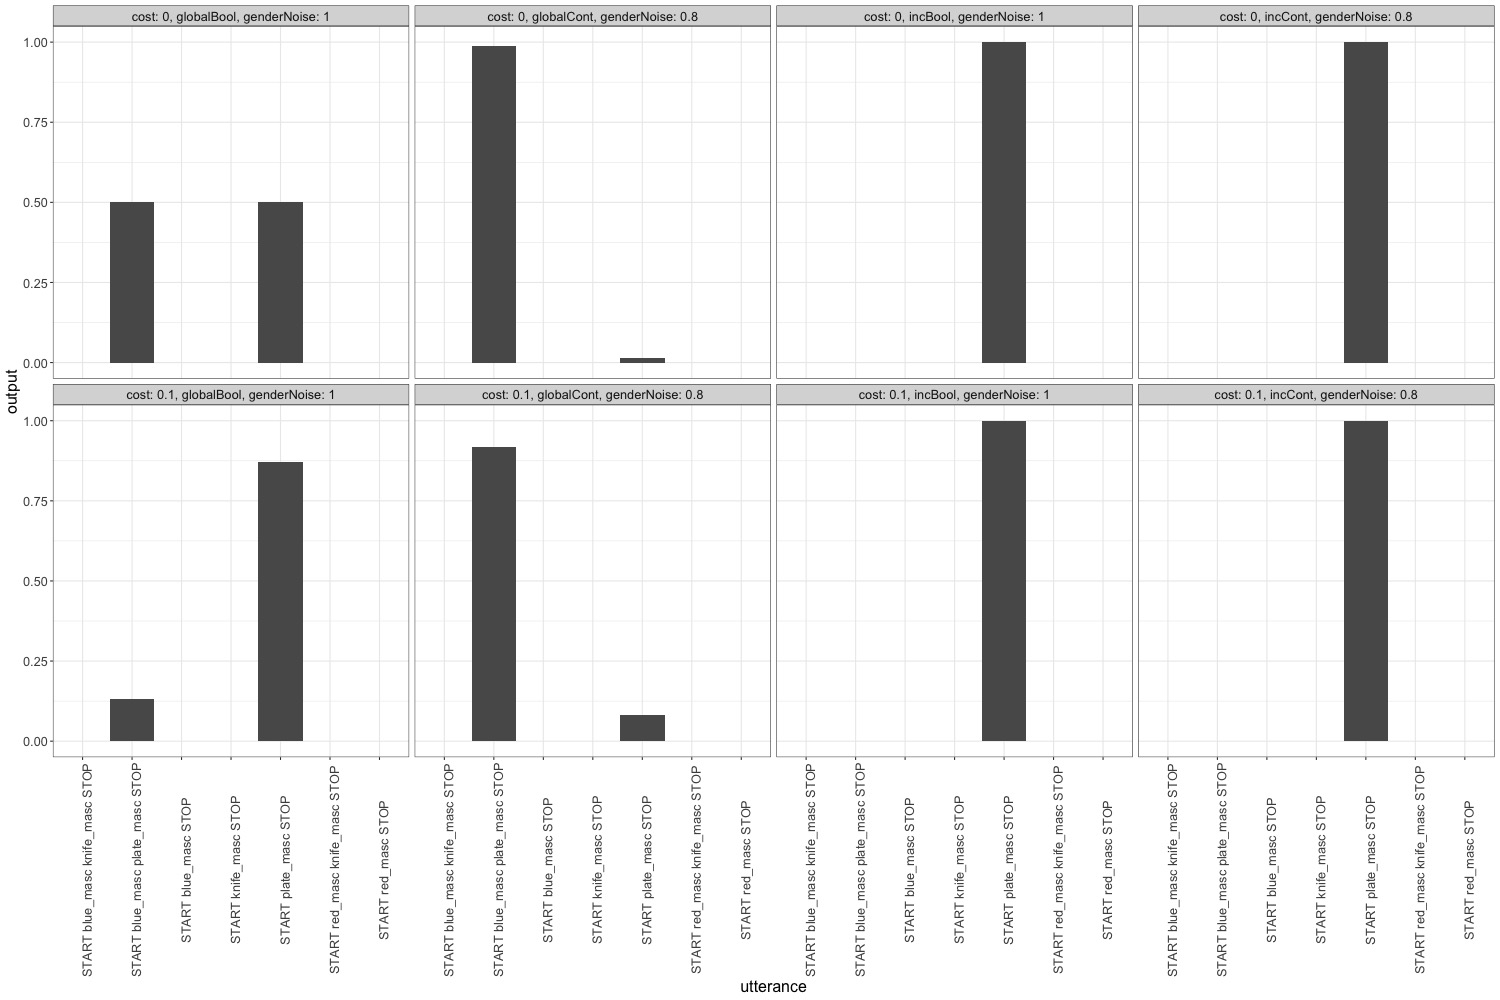 cost: 0, globalBool, genderNoise: 1
cost: 0, globalCont, genderNoise: 0.8
cost: 0, incBool, genderNoise: 1
cost: 0, incCont, genderNoise: 0.8
1.00
0.75
0.50
0.25
0.00
output
cost: 0.1, globalBool, genderNoise: 1
cost: 0.1, globalCont, genderNoise: 0.8
cost: 0.1, incBool, genderNoise: 1
cost: 0.1, incCont, genderNoise: 0.8
1.00
0.75
0.50
0.25
0.00
START blue_masc knife_masc STOP
START blue_masc plate_masc STOP
START blue_masc STOP
START knife_masc STOP
START plate_masc STOP
START red_masc knife_masc STOP
START red_masc STOP
START blue_masc knife_masc STOP
START blue_masc plate_masc STOP
START blue_masc STOP
START knife_masc STOP
START plate_masc STOP
START red_masc knife_masc STOP
START red_masc STOP
START blue_masc knife_masc STOP
START blue_masc plate_masc STOP
START blue_masc STOP
START knife_masc STOP
START plate_masc STOP
START red_masc knife_masc STOP
START red_masc STOP
START blue_masc knife_masc STOP
START blue_masc plate_masc STOP
START blue_masc STOP
START knife_masc STOP
START plate_masc STOP
START red_masc knife_masc STOP
START red_masc STOP
utterance